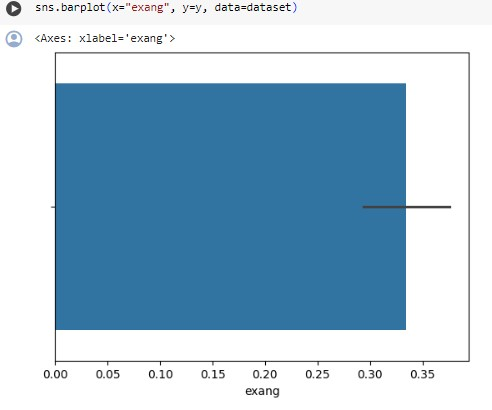 sns.barplot(x="exang", y=y, data=dataset)
<Axes: xlabel='exang'>
0.00 0.05 0.10 0.15 0.20 0.25 0.30 0.35
exang